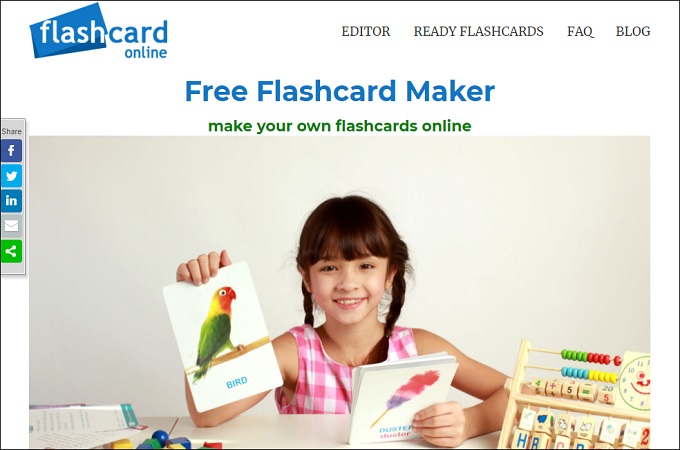 flashcard
online
EDITOR READY FLASHCARDS FAQ BLOG
Free Flashcard Maker
make your own flashcards online
Share
BIRD
DUSTER
duster